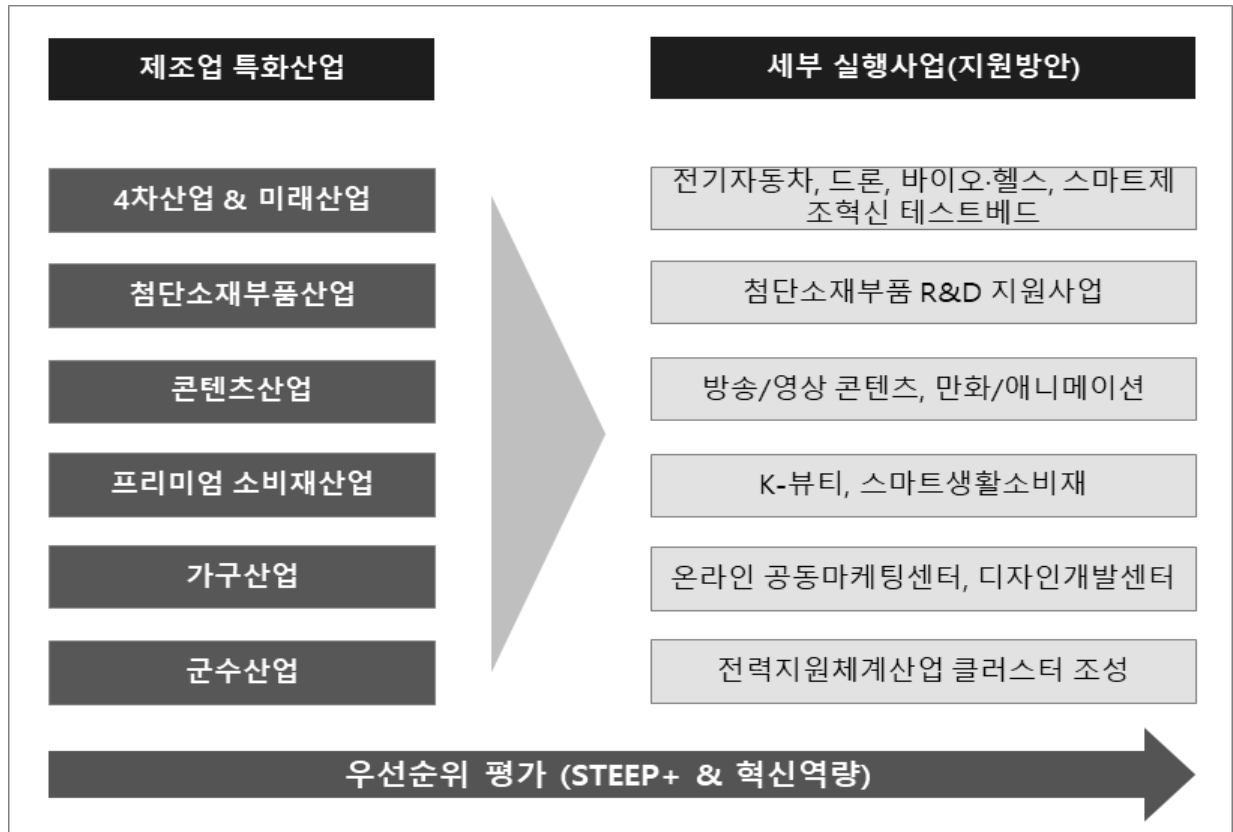 제조업 특화산업
세부 실행사업(지원방안)
4차산업 & 미래산업
전기자동차, 드론, 바이오·헬스, 스마트제
조혁신 테스트베드
첨단소재부품산업
첨단소재부품 R&D 지원사업
콘텐츠산업
방송/영상 콘텐츠, 만화/애니메이션
프리미엄 소비재산업
K-뷰티, 스마트생활소비재
가구산업
온라인 공동마케팅센터, 디자인개발센터
군수산업
전력지원체계산업 클러스터 조성
우선순위 평가 (STEEP+ & 혁신역량)